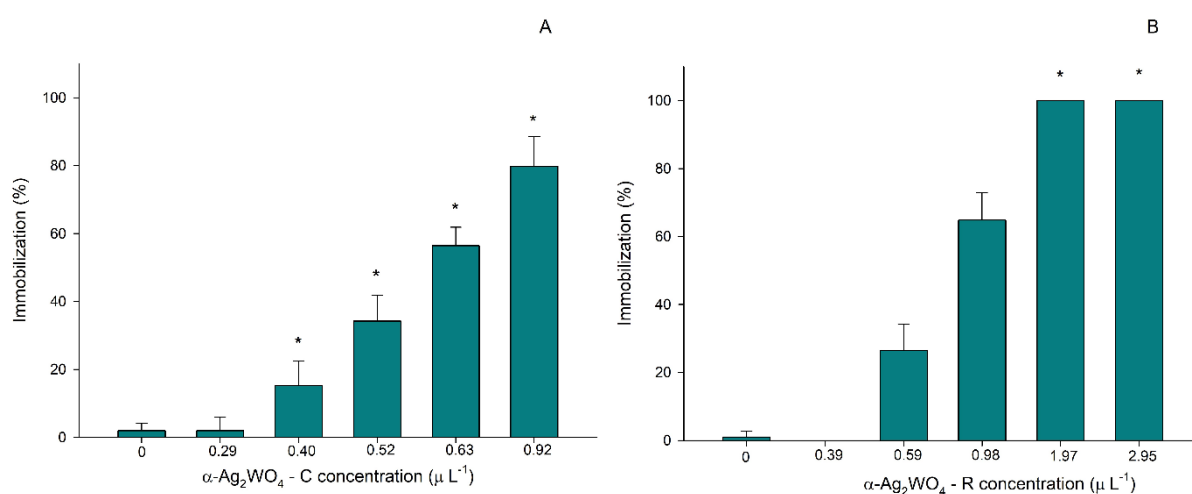 A
Immobilization (%)
100
80
60
40
20
0
*
*
*
*
0 0.29 0.40 0.52 0.63 0.92
α-Ag₂WO₄ - C concentration (μ L⁻¹)
B
Immobilization (%)
100
80
60
40
20
0
* *
0 0.39 0.59 0.98 1.97 2.95
α-Ag₂WO₄ - R concentration (μ L⁻¹)